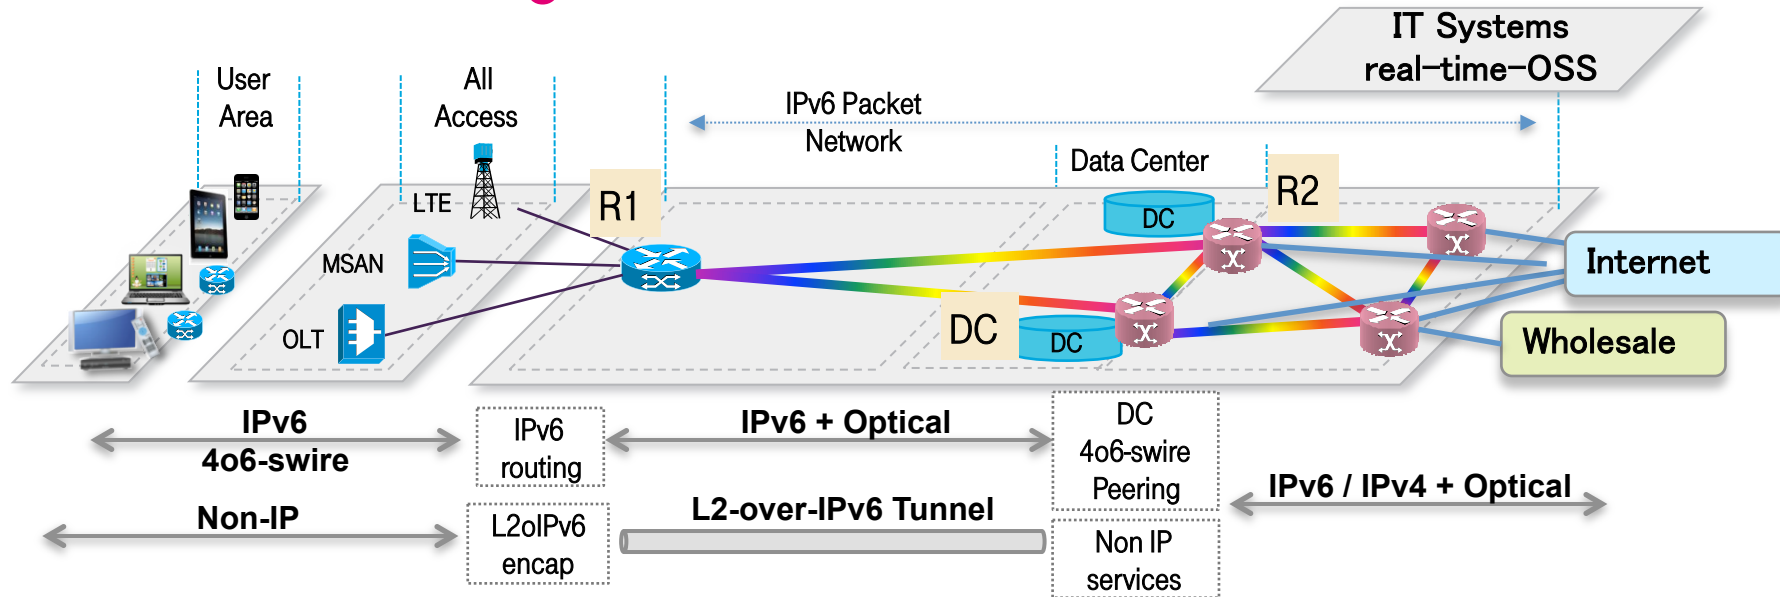 IT Systems
real-time-OSS
User
Area
All
Access
IPv6 Packet
Network
Data Center
LTE
R1
DC
R2
MSAN
Internet
OLT
DC
DC
Wholesale
IPv6
4o6-swire
IPv6
routing
IPv6 + Optical
DC
4o6-swire
Peering
IPv6 / IPv4 + Optical
Non-IP
L2oIPv6
encap
L2-over-IPv6 Tunnel
Non IP
services